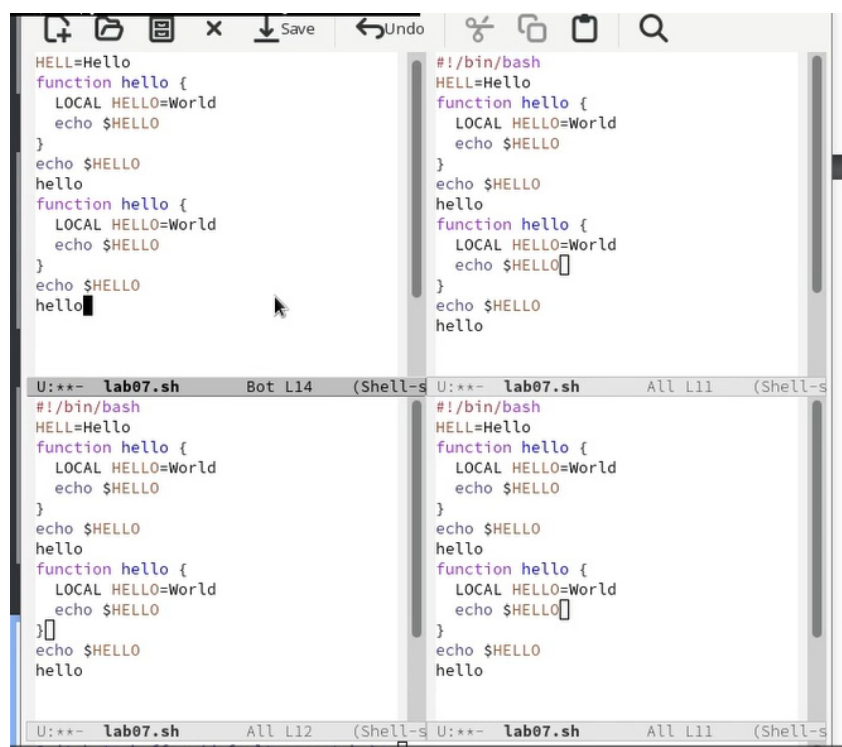 Save Undo
HELL=Hello
function hello {
  LOCAL HELLO=World
  echo $HELLO
}
echo $HELLO
hello
function hello {
  LOCAL HELLO=World
  echo $HELLO
}
echo $HELLO
hello
U:**- lab07.sh Bot L14 (Shell-s
#!/bin/bash
HELL=Hello
function hello {
  LOCAL HELLO=World
  echo $HELLO
}
echo $HELLO
hello
function hello {
  LOCAL HELLO=World
  echo $HELLO
}
echo $HELLO
hello
U:**- lab07.sh All L11 (Shell-s
#!/bin/bash
HELL=Hello
function hello {
  LOCAL HELLO=World
  echo $HELLO
}
echo $HELLO
hello
function hello {
  LOCAL HELLO=World
  echo $HELLO
}
echo $HELLO
hello
U:**- lab07.sh All L12 (Shell-s
#!/bin/bash
HELL=Hello
function hello {
  LOCAL HELLO=World
  echo $HELLO
}
echo $HELLO
hello
function hello {
  LOCAL HELLO=World
  echo $HELLO
}
echo $HELLO
hello
U:**- lab07.sh All L11 (Shell-s